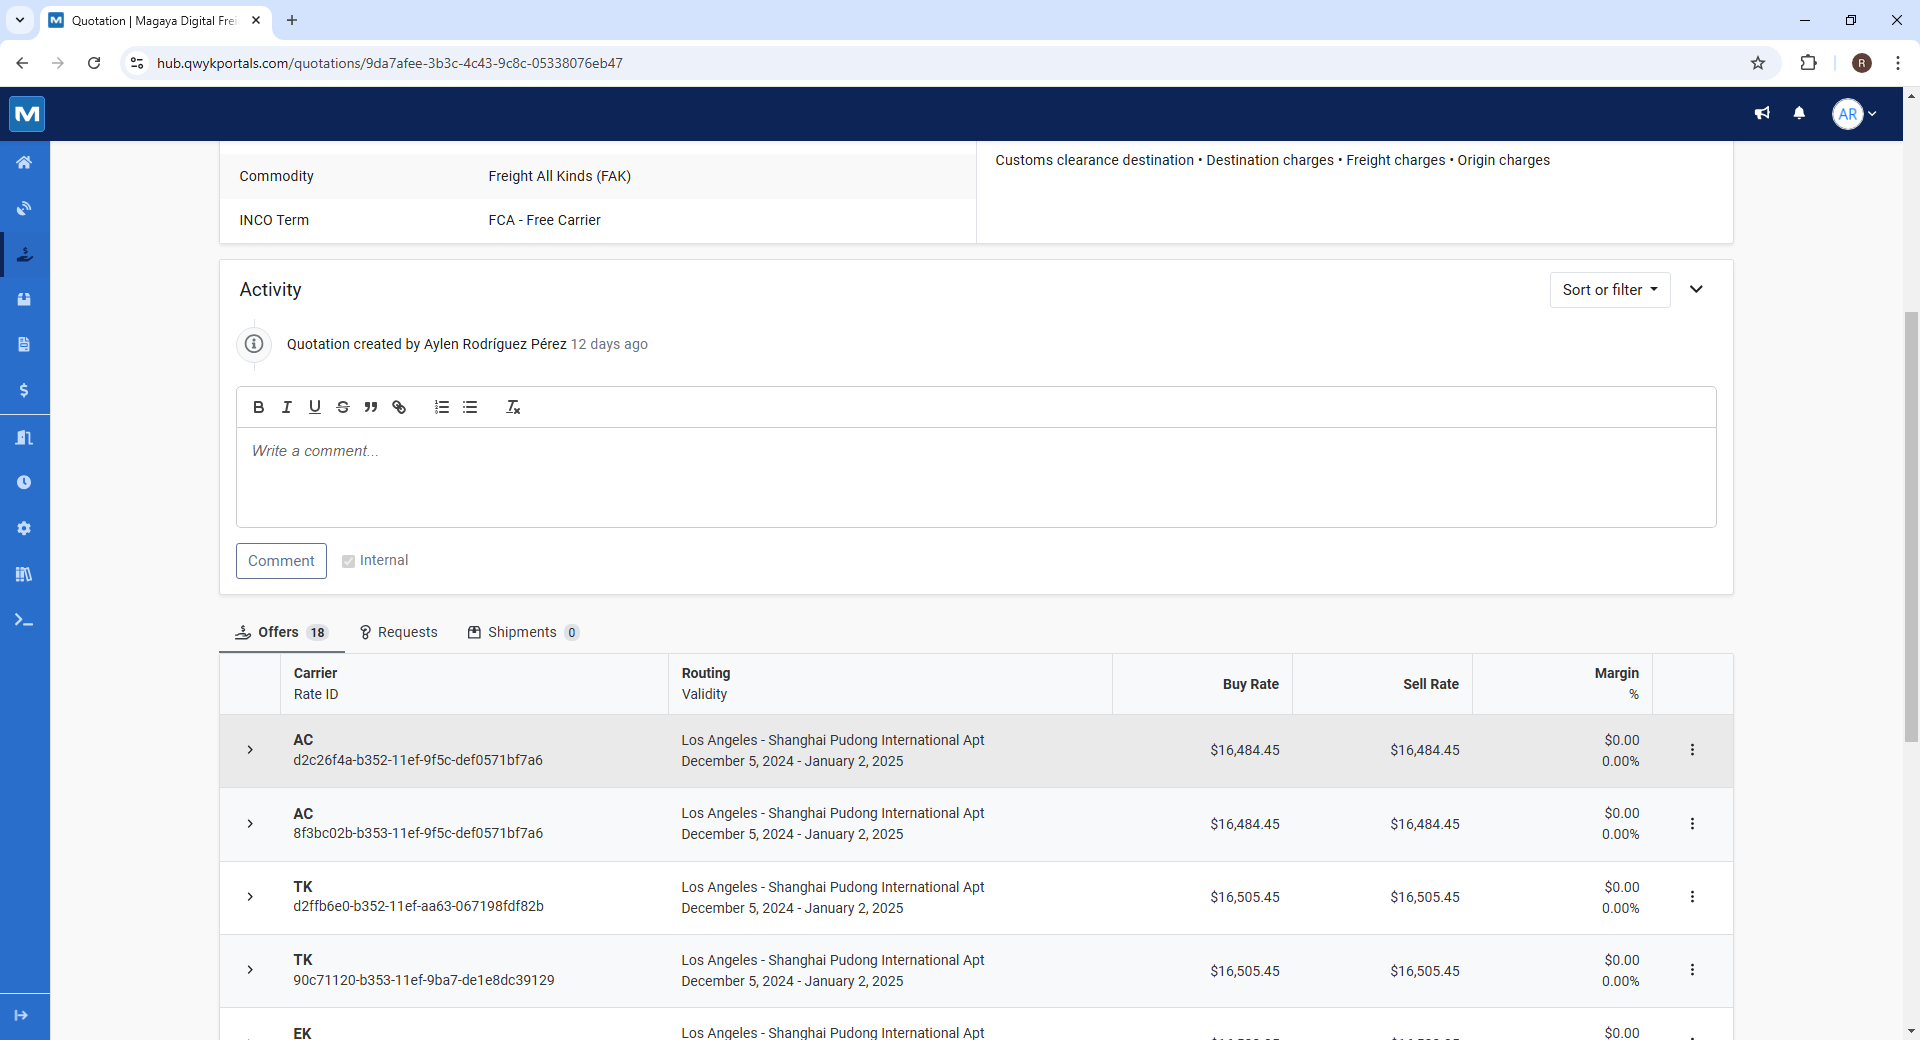 Quotation | Magaya Digital Frei
hub.qwykportals.com/quotations/9da7afee-3b3c-4c43-9c8c-05338076eb47
R
AR
Customs clearance destination • Destination charges • Freight charges • Origin charges
Commodity Freight All Kinds (FAK)
INCO Term FCA - Free Carrier
Activity
Sort or filter
Quotation created by Aylen Rodríguez Pérez 12 days ago
Write a comment...
Comment Internal
Offers 18 Requests Shipments 0
Carrier Routing Buy Rate Sell Rate Margin
Rate ID Validity %
AC Los Angeles - Shanghai Pudong International Apt $16,484.45 $16,484.45 $0.00
d2c26f4a-b352-11ef-9f5c-def0571bf7a6 December 5, 2024 - January 2, 2025 0.00%
AC Los Angeles - Shanghai Pudong International Apt $16,484.45 $16,484.45 $0.00
8f3bc02b-b353-11ef-9f5c-def0571bf7a6 December 5, 2024 - January 2, 2025 0.00%
TK Los Angeles - Shanghai Pudong International Apt $16,505.45 $16,505.45 $0.00
d2ffb6e0-b352-11ef-aa63-067198fdf82b December 5, 2024 - January 2, 2025 0.00%
TK Los Angeles - Shanghai Pudong International Apt $16,505.45 $16,505.45 $0.00
90c71120-b353-11ef-9ba7-de1e8dc39129 December 5, 2024 - January 2, 2025 0.00%
EK Los Angeles - Shanghai Pudong International Apt $0.00